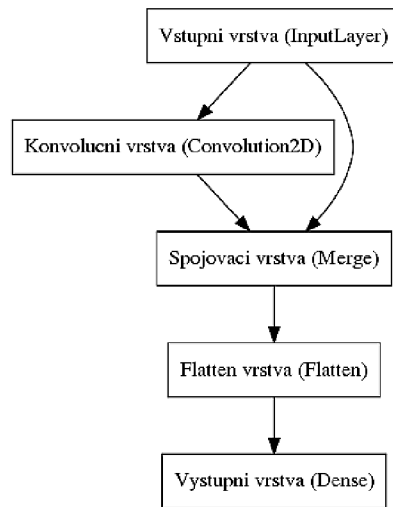 Vstupni vrstva (InputLayer)
Konvolucni vrstva (Convolution2D)
Spojovaci vrstva (Merge)
Flatten vrstva (Flatten)
Vystupni vrstva (Dense)